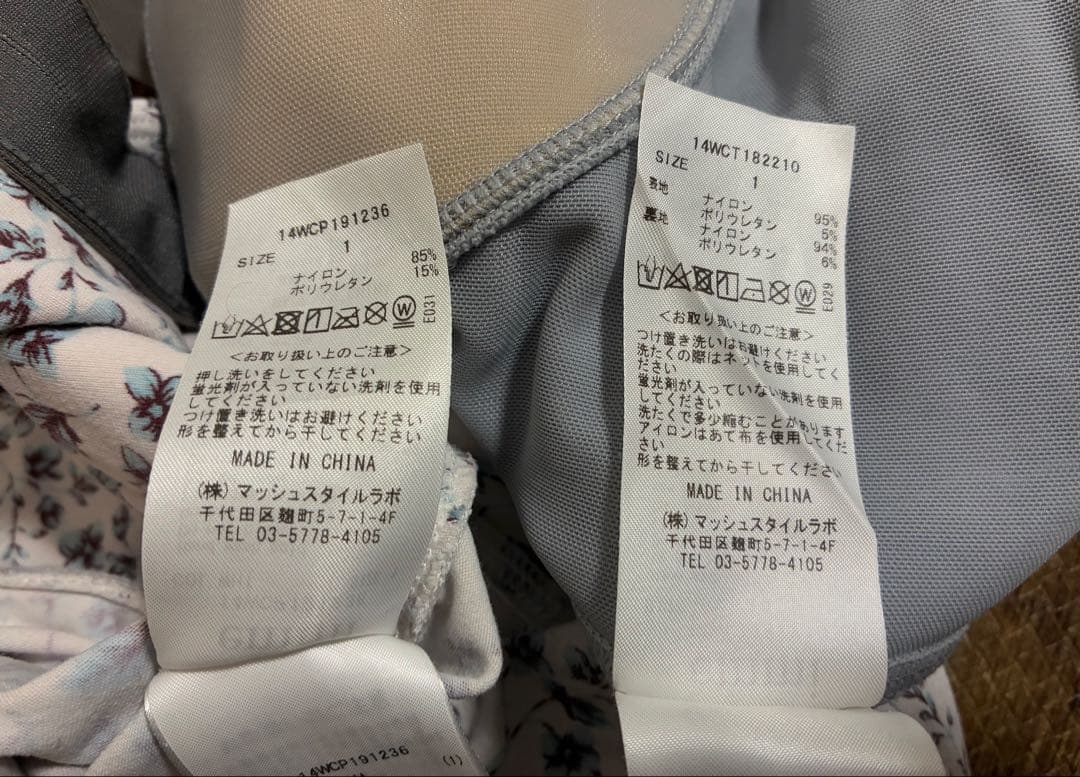 14WCP191236
SIZE 1
ナイロン 85%
ポリウレタン 15%
W
E031
<お取り扱い上のご注意>
押し洗いをしてください
蛍光剤が入っていない洗剤を使用
してください
つけ置き洗いはお避けください
形を整えてから干してください
MADE IN CHINA
(株)マッシュスタイルラボ
千代田区麹町5-7-1-4F
TEL 03-5778-4105
14WCP191236
(1)
14WCT182210
SIZE 1
表地 ナイロン 95%
ポリウレタン 5%
裏地 ナイロン 94%
ポリウレタン 6%
W
E029
<お取り扱い上のご注意>
つけ置き洗いはお避けください
洗たくの際はネットを使用してく
ださい
蛍光剤が入っていない洗剤を使用
してください
洗たくで多少縮むことがあります
アイロンはあて布を使用してくだ
さい
形を整えてから干してください
MADE IN CHINA
(株)マッシュスタイルラボ
千代田区麹町5-7-1-4F
TEL 03-5778-4105